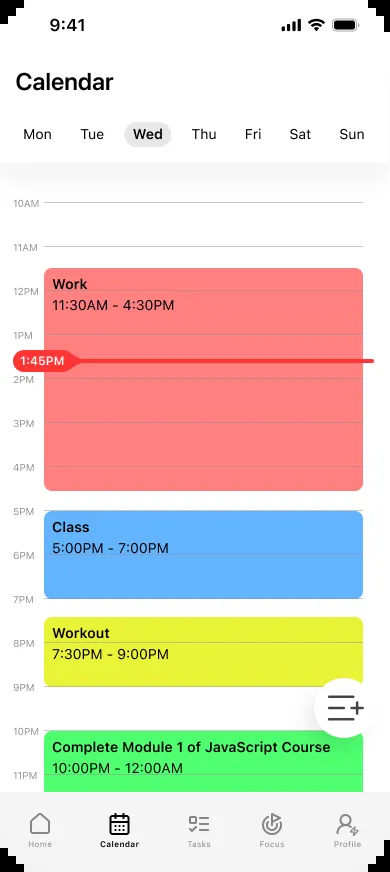 9:41
Calendar
Mon Tue Wed Thu Fri Sat Sun
10AM
11AM
Work
12PM
11:30AM - 4:30PM
1PM
1:45PM
2PM
3PM
4PM
5PM
Class
5:00PM - 7:00PM
6PM
7PM
Workout
8PM
7:30PM - 9:00PM
9PM
10PM
Complete Module 1 of JavaScript Course
10:00PM - 12:00AM
11PM
Home Calendar Tasks Focus Profile